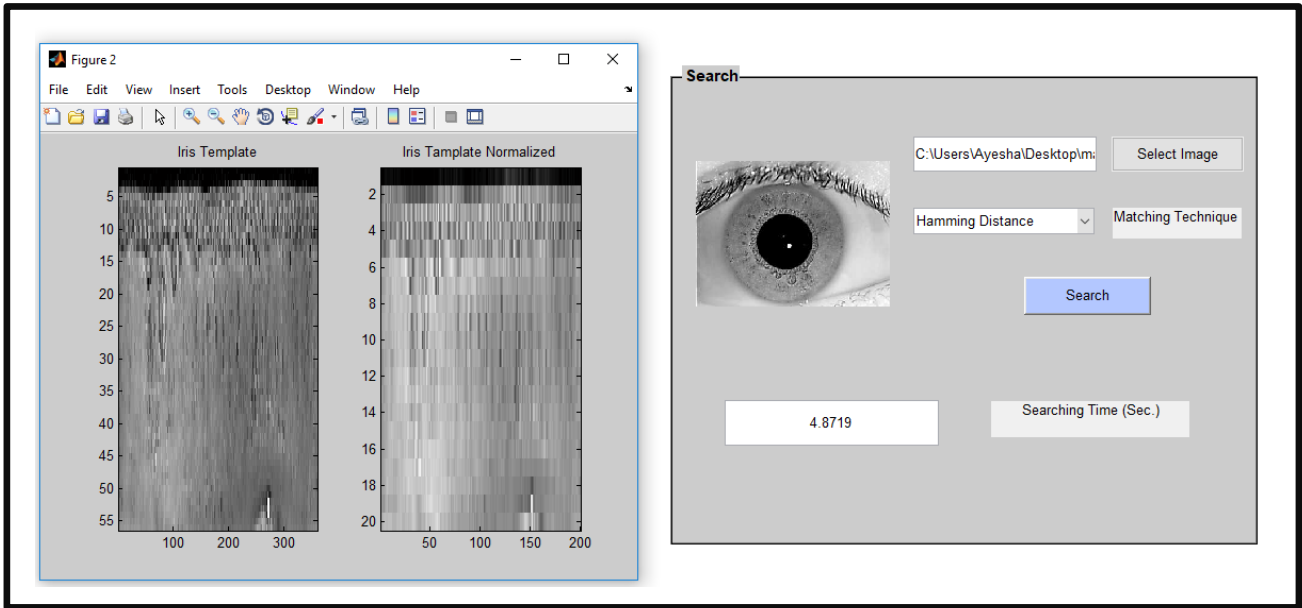 Figure 2
File Edit View Insert Tools Desktop Window Help
Iris Template
5
10
15
20
25
30
35
40
45
50
55
100 200 300
Iris Tamplate Normalized
2
4
6
8
10
12
14
16
18
20
50 100 150 200
Search
C:\Users\Ayesha\Desktop\ma
Select Image
Hamming Distance
Matching Technique
Search
4.8719
Searching Time (Sec.)